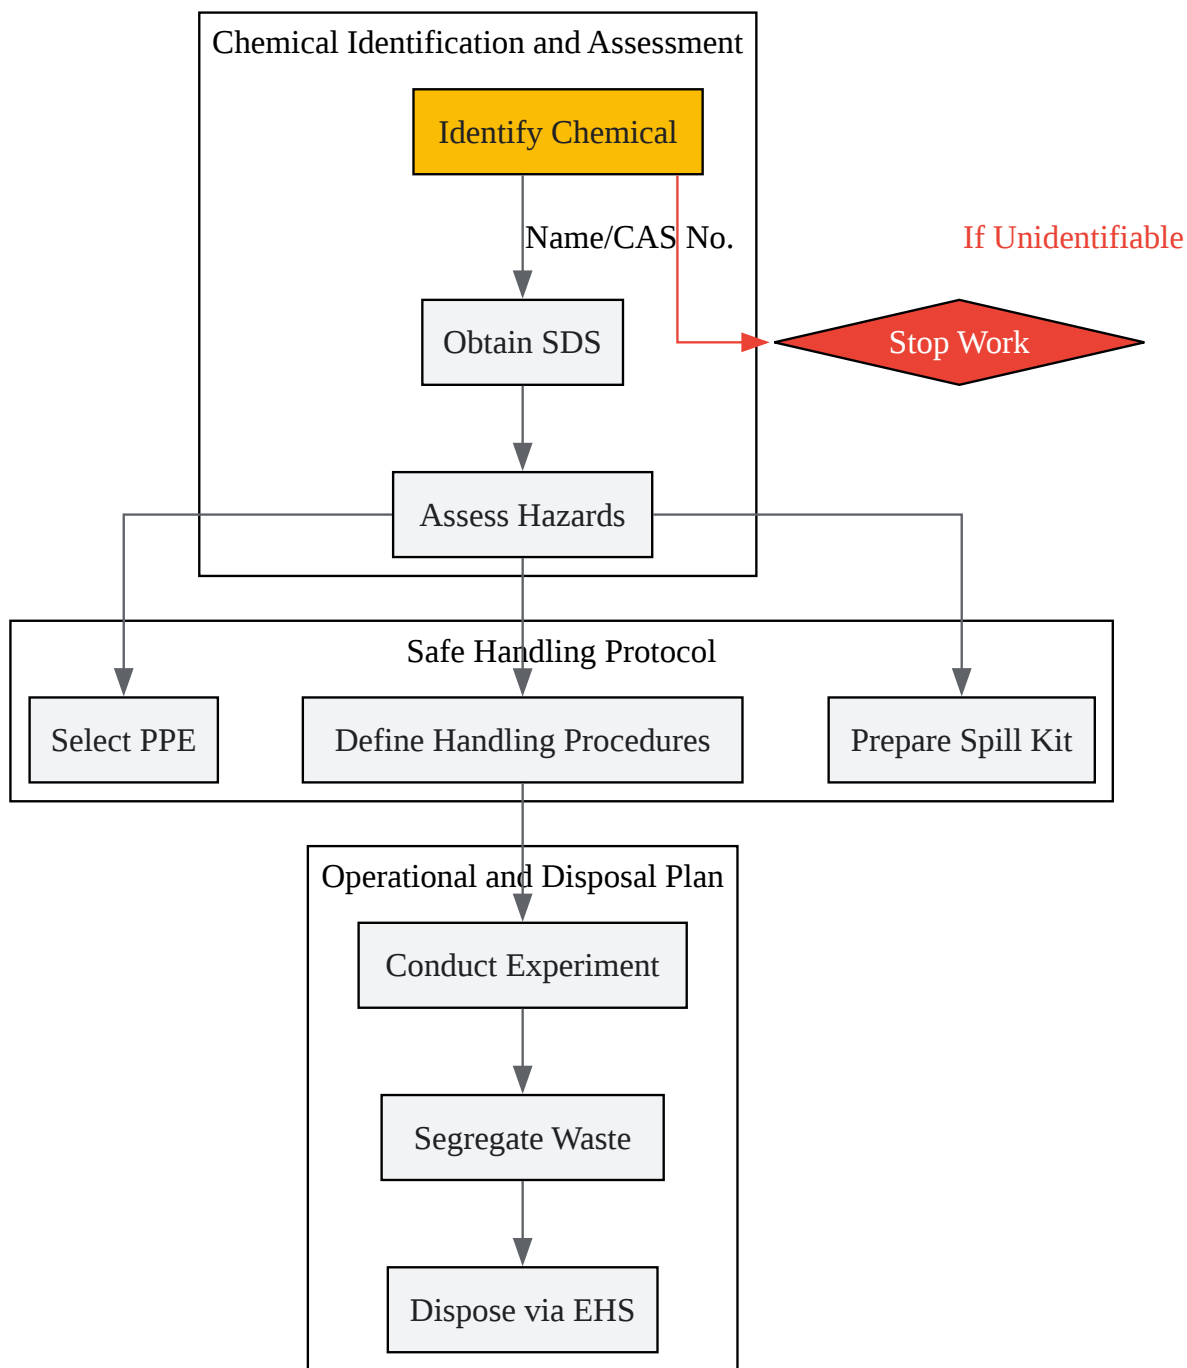 Chemical Identification and Assessment
Identify Chemical
Name/CAS No.
If Unidentifiable
Obtain SDS
Stop Work
Assess Hazards
Safe Handling Protocol
Select PPE
Define Handling Procedures
Prepare Spill Kit
Operational and Disposal Plan
Conduct Experiment
Segregate Waste
Dispose via EHS